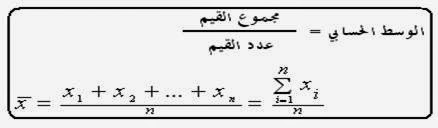 الوسط الحسابي = مجموع القيم / عدد القيم
x̄ = (x₁ + x₂ + ... + xₙ) / n = (∑ᵢ₌₁ⁿ xᵢ) / n